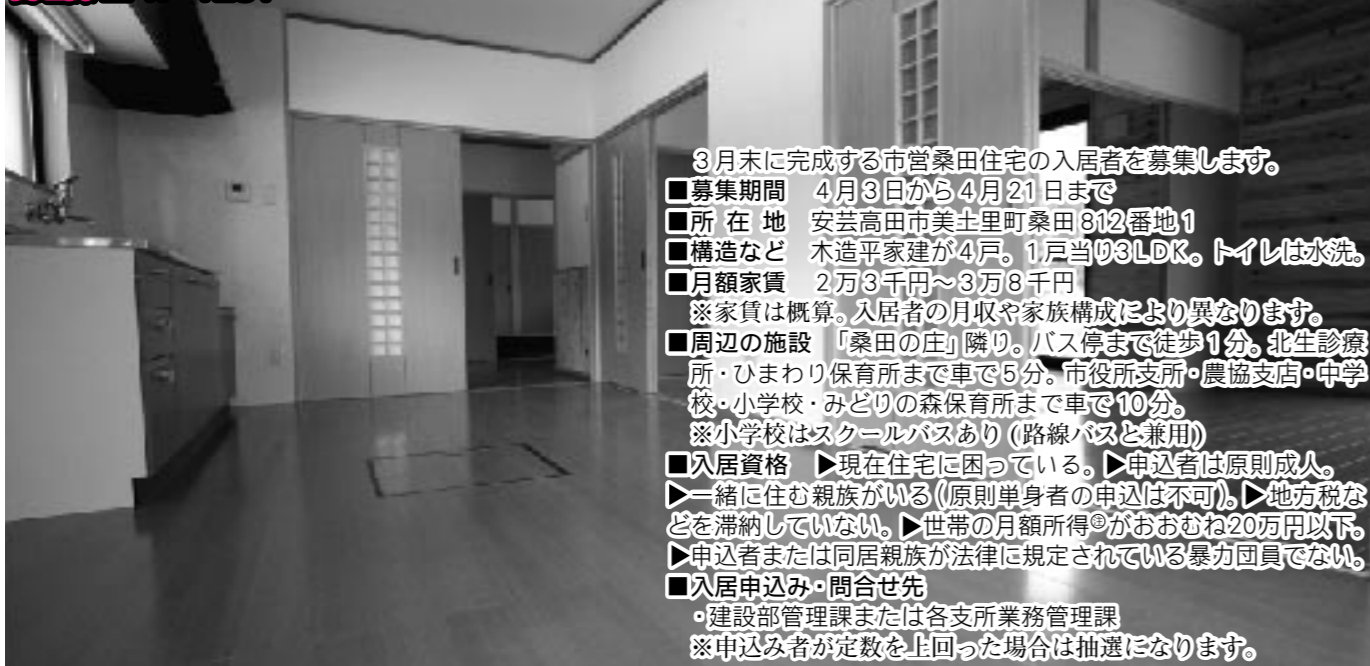 3月末に完成する市営桑田住宅の入居者を募集します。
■募集期間 4月3日から4月21日まで
■所在地 安芸高田市美土里町桑田812番地1
■構造など 木造平家建が4戸。1戸当り3LDK。トイレは水洗。
■月額家賃 2万3千円～3万8千円
※家賃は概算。入居者の月収や家族構成により異なります。
■周辺の施設 「桑田の庄」隣り。バス停まで徒歩1分。北生診療
所・ひまわり保育所まで車で5分。市役所支所・農協支店・中学
校・小学校・みどりの森保育所まで車で10分。
※小学校はスクールバスあり(路線バスと兼用)
■入居資格 ▶現在住宅に困っている。▶申込者は原則成人。
▶一緒に住む親族がいる(原則単身者の申込は不可)。▶地方税な
どを滞納していない。▶世帯の月額所得㊟がおおむね20万円以下。
▶申込者または同居親族が法律に規定されている暴力団員でない。
■入居申込み・問合せ先
・建設部管理課または各支所業務管理課
※申込み者が定数を上回った場合は抽選になります。